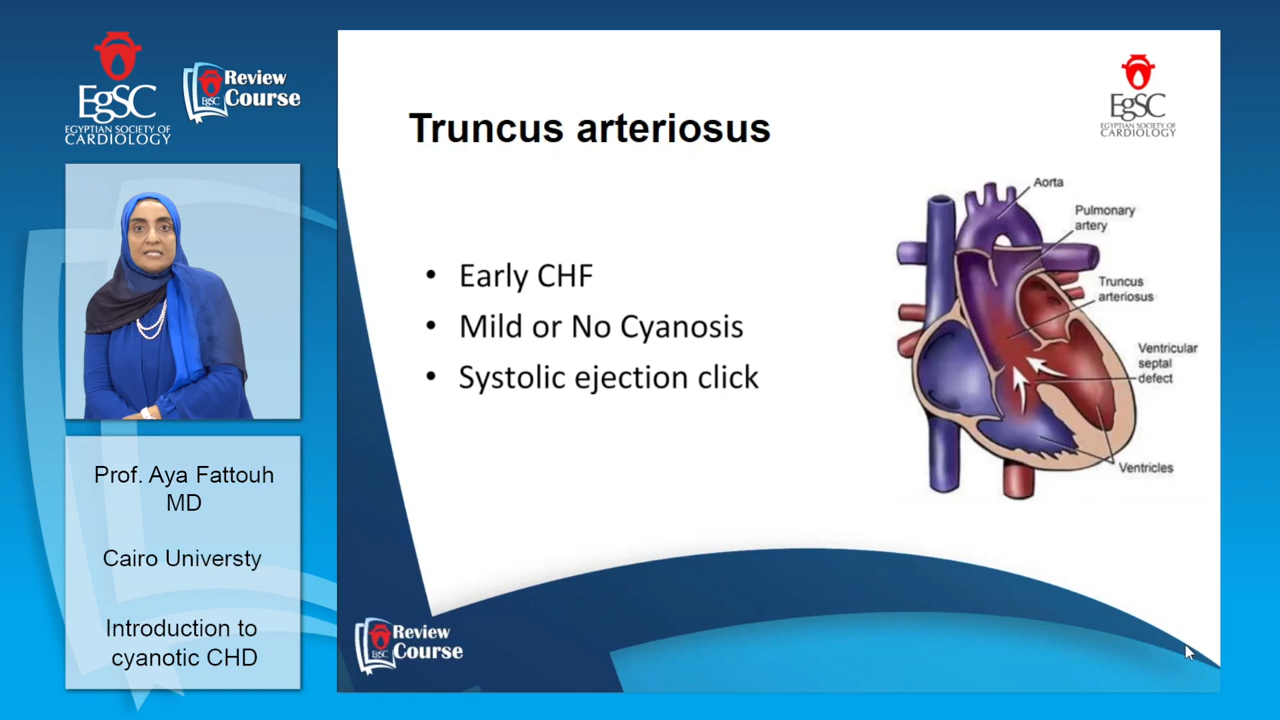 EgSC
EGYPTIAN SOCIETY OF
CARDIOLOGY
EgSC
Review
Course
Prof. Aya Fattouh
MD
Cairo Universty
Introduction to
cyanotic CHD
EgSC
EGYPTIAN SOCIETY OF
CARDIOLOGY
Truncus arteriosus
• Early CHF
• Mild or No Cyanosis
• Systolic ejection click
Aorta
Pulmonary
artery
Truncus
arteriosus
Ventricular
septal
defect
Ventricles
EgSC
Review
Course